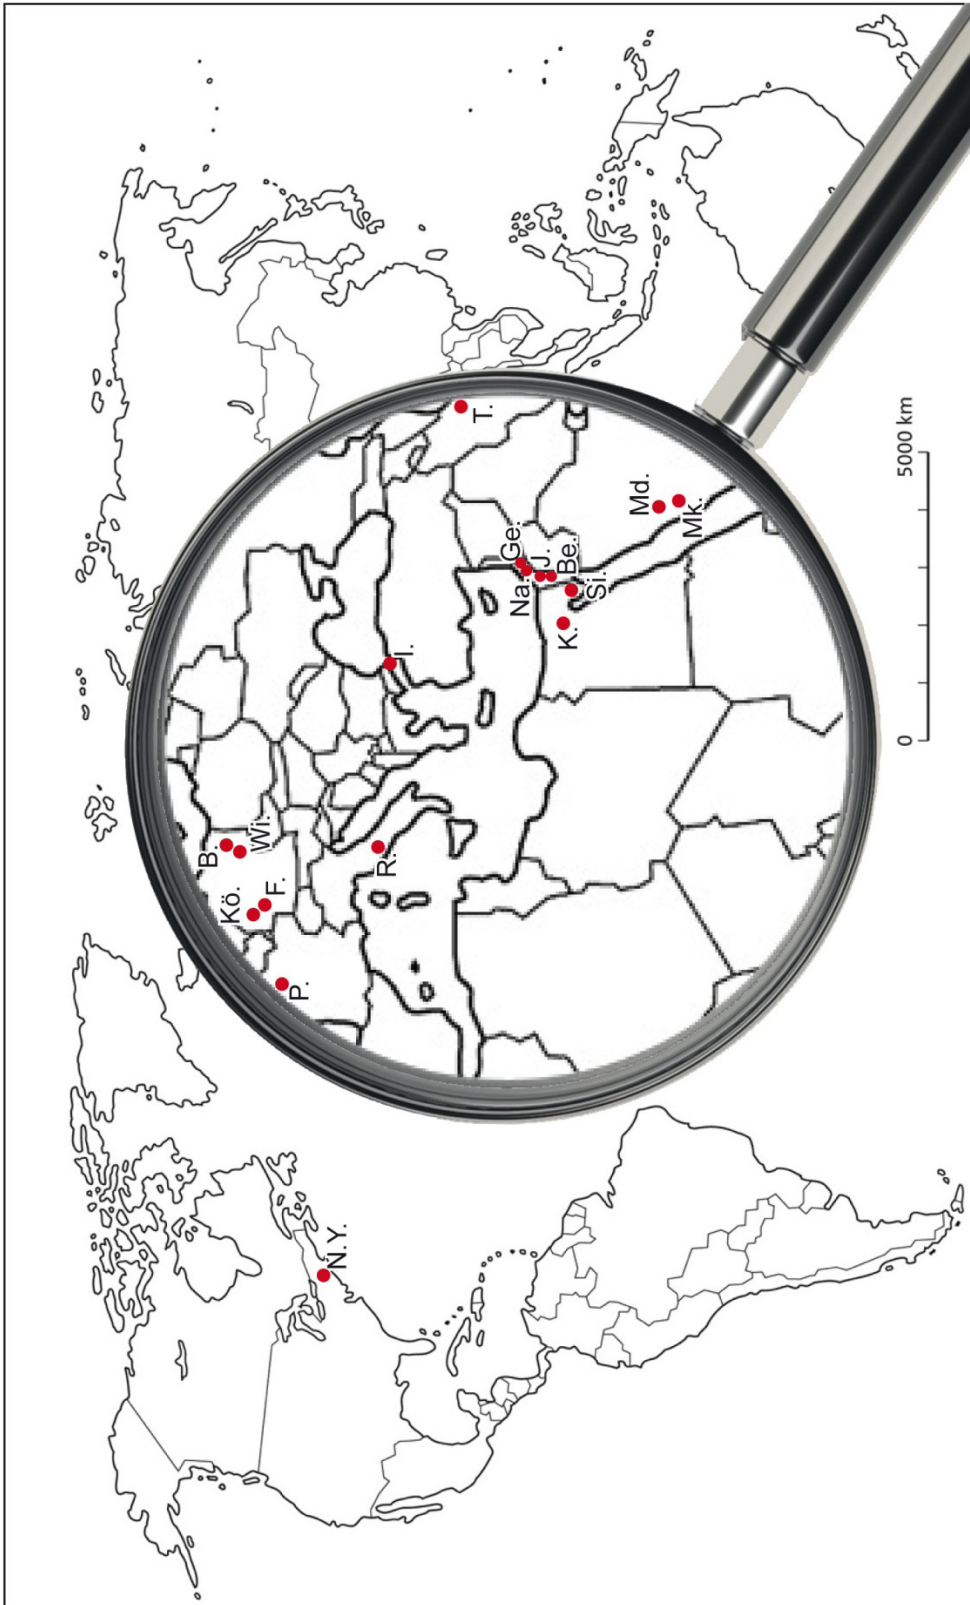 B.
Wi.
Kö.
F.
P.
R.
I.
T.
Ge.
Na.
J.
Be.
Si.
K.
Md.
Mk.
N.Y.
0
5000 km